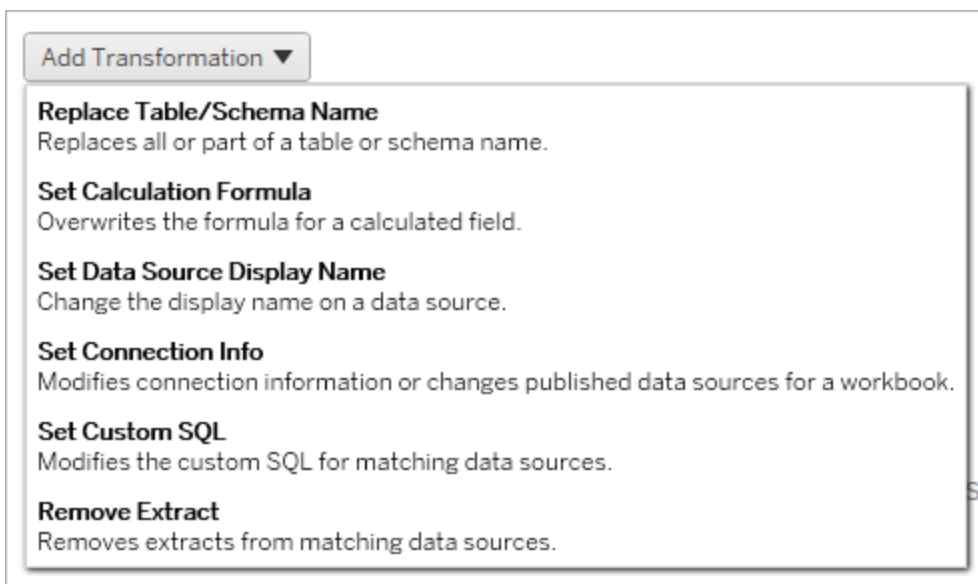 Add Transformation ▼
Replace Table/Schema Name
Replaces all or part of a table or schema name.
Set Calculation Formula
Overwrites the formula for a calculated field.
Set Data Source Display Name
Change the display name on a data source.
Set Connection Info
Modifies connection information or changes published data sources for a workbook.
Set Custom SQL
Modifies the custom SQL for matching data sources.
Remove Extract
Removes extracts from matching data sources.